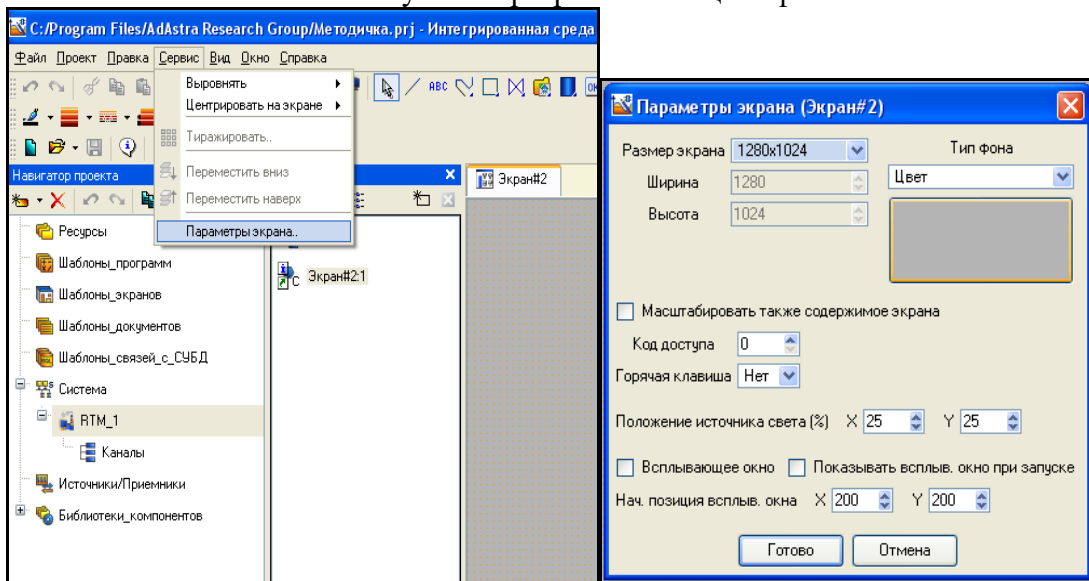 C:/Program Files/AdAstra Research Group/Методичка.prj - Интегрированная среда
Файл Проект Правка Сервис Вид Окно Справка
ABC
Выровнять
Центрировать на экране
Тиражировать..
Переместить вниз
Переместить наверх
Параметры экрана..
Навигатор проекта
Ресурсы
Шаблоны_программ
Шаблоны_экранов
Шаблоны_документов
Шаблоны_связей_с_СУБД
Система
RTM_1
Каналы
Источники/Приемники
Библиотеки_компонентов
C Экран#2:1
Экран#2
Параметры экрана (Экран#2)
Размер экрана 1280x1024 Тип фона
Ширина 1280 Цвет
Высота 1024
Масштабировать также содержимое экрана
Код доступа 0
Горячая клавиша Нет
Положение источника света (%) X 25 Y 25
Всплывающее окно Показывать всплыв. окно при запуске
Нач. позиция всплыв. окна X 200 Y 200
Готово Отмена